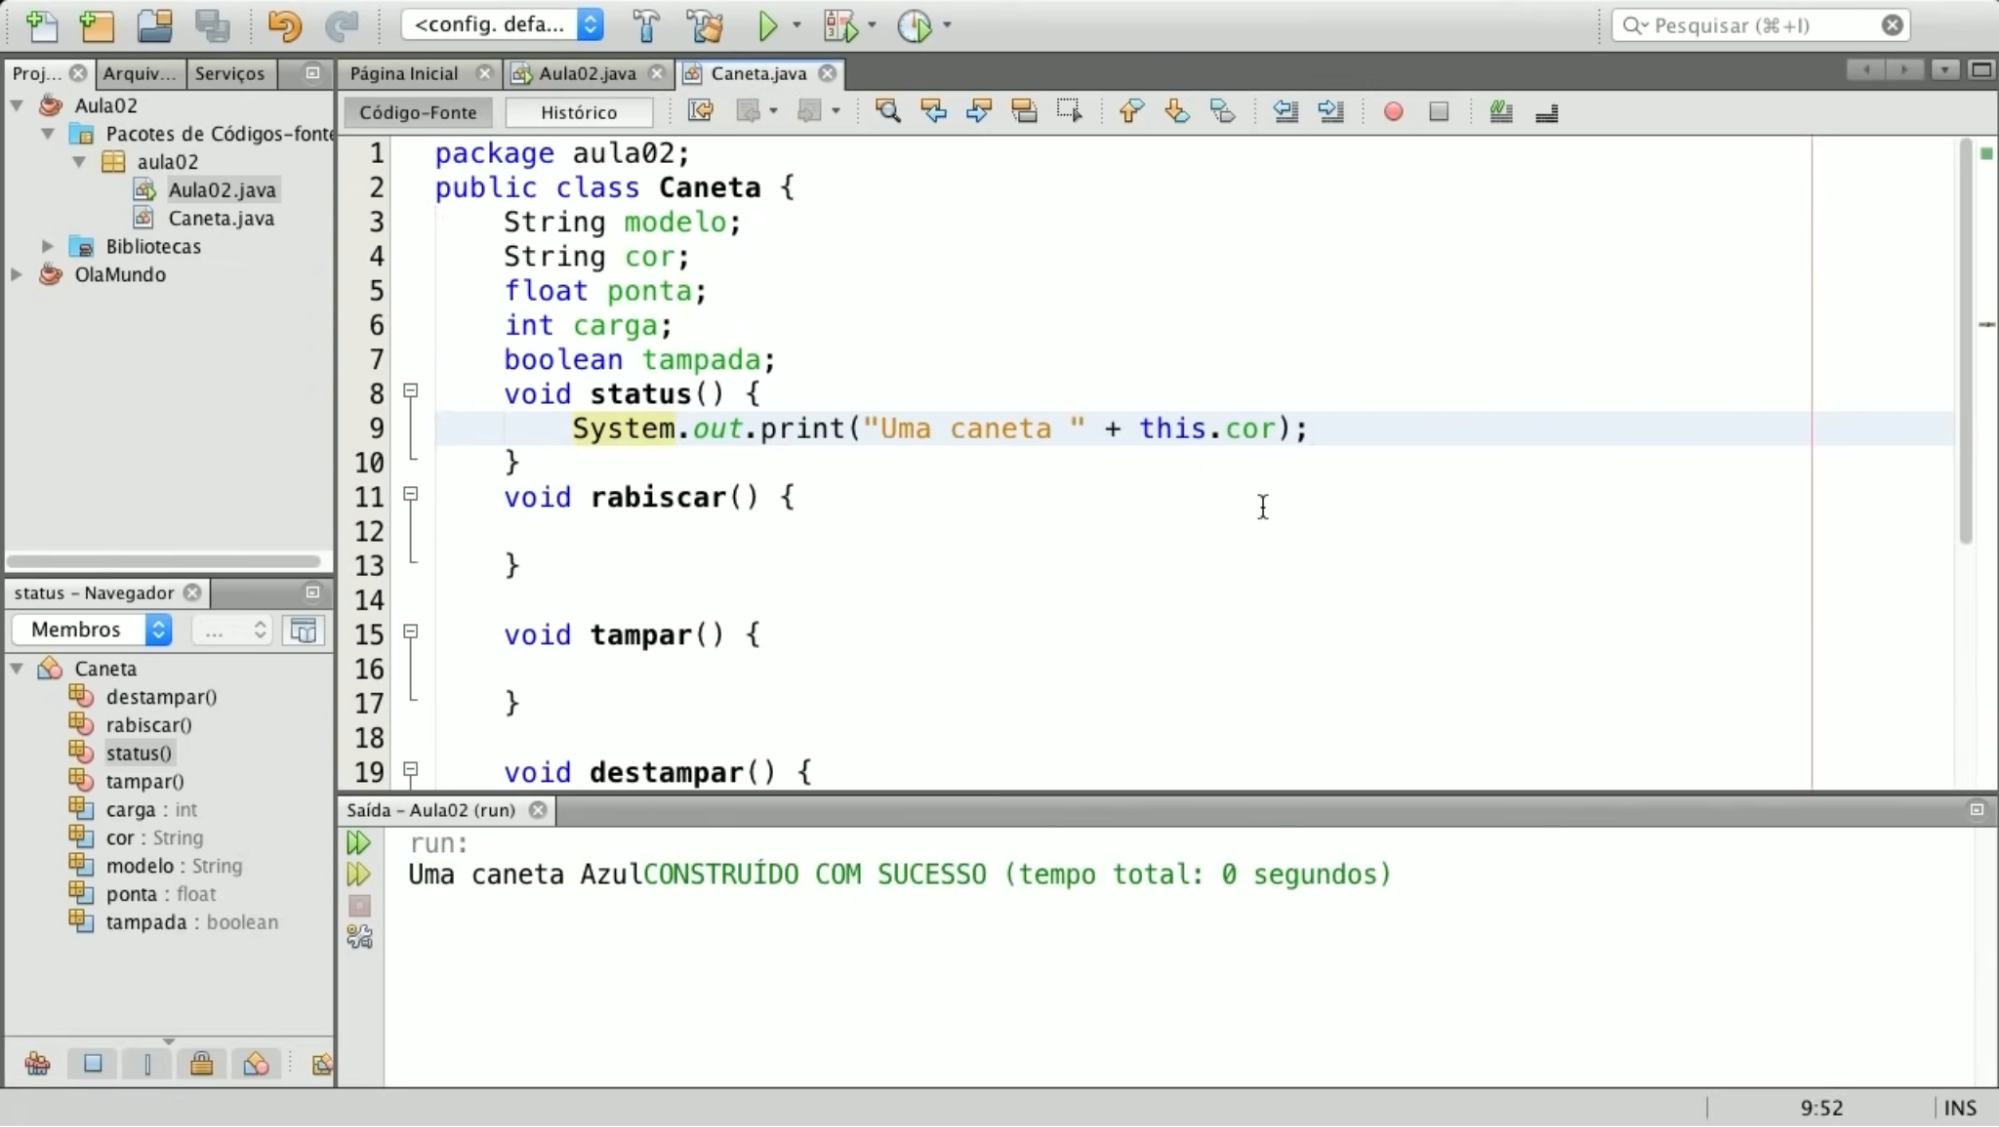 <config. defa...
Pesquisar (⌘+I)
Proj...
Arquiv...
Serviços
Página Inicial
Aula02.java
Caneta.java
Código-Fonte
Histórico
Aula02
Pacotes de Códigos-fonte
aula02
Aula02.java
Caneta.java
Bibliotecas
OlaMundo
1 package aula02;
2 public class Caneta {
3 String modelo;
4 String cor;
5 float ponta;
6 int carga;
7 boolean tampada;
8 void status() {
9 System.out.print("Uma caneta " + this.cor);
10 }
11 void rabiscar() {
12
13 }
14
15 void tampar() {
16
17 }
18
19 void destampar() {
status - Navegador
Membros
...
Caneta
destampar()
rabiscar()
status()
tampar()
carga : int
cor : String
modelo : String
ponta : float
tampada : boolean
Saída - Aula02 (run)
run:
Uma caneta AzulCONSTRUÍDO COM SUCESSO (tempo total: 0 segundos)
9:52
INS